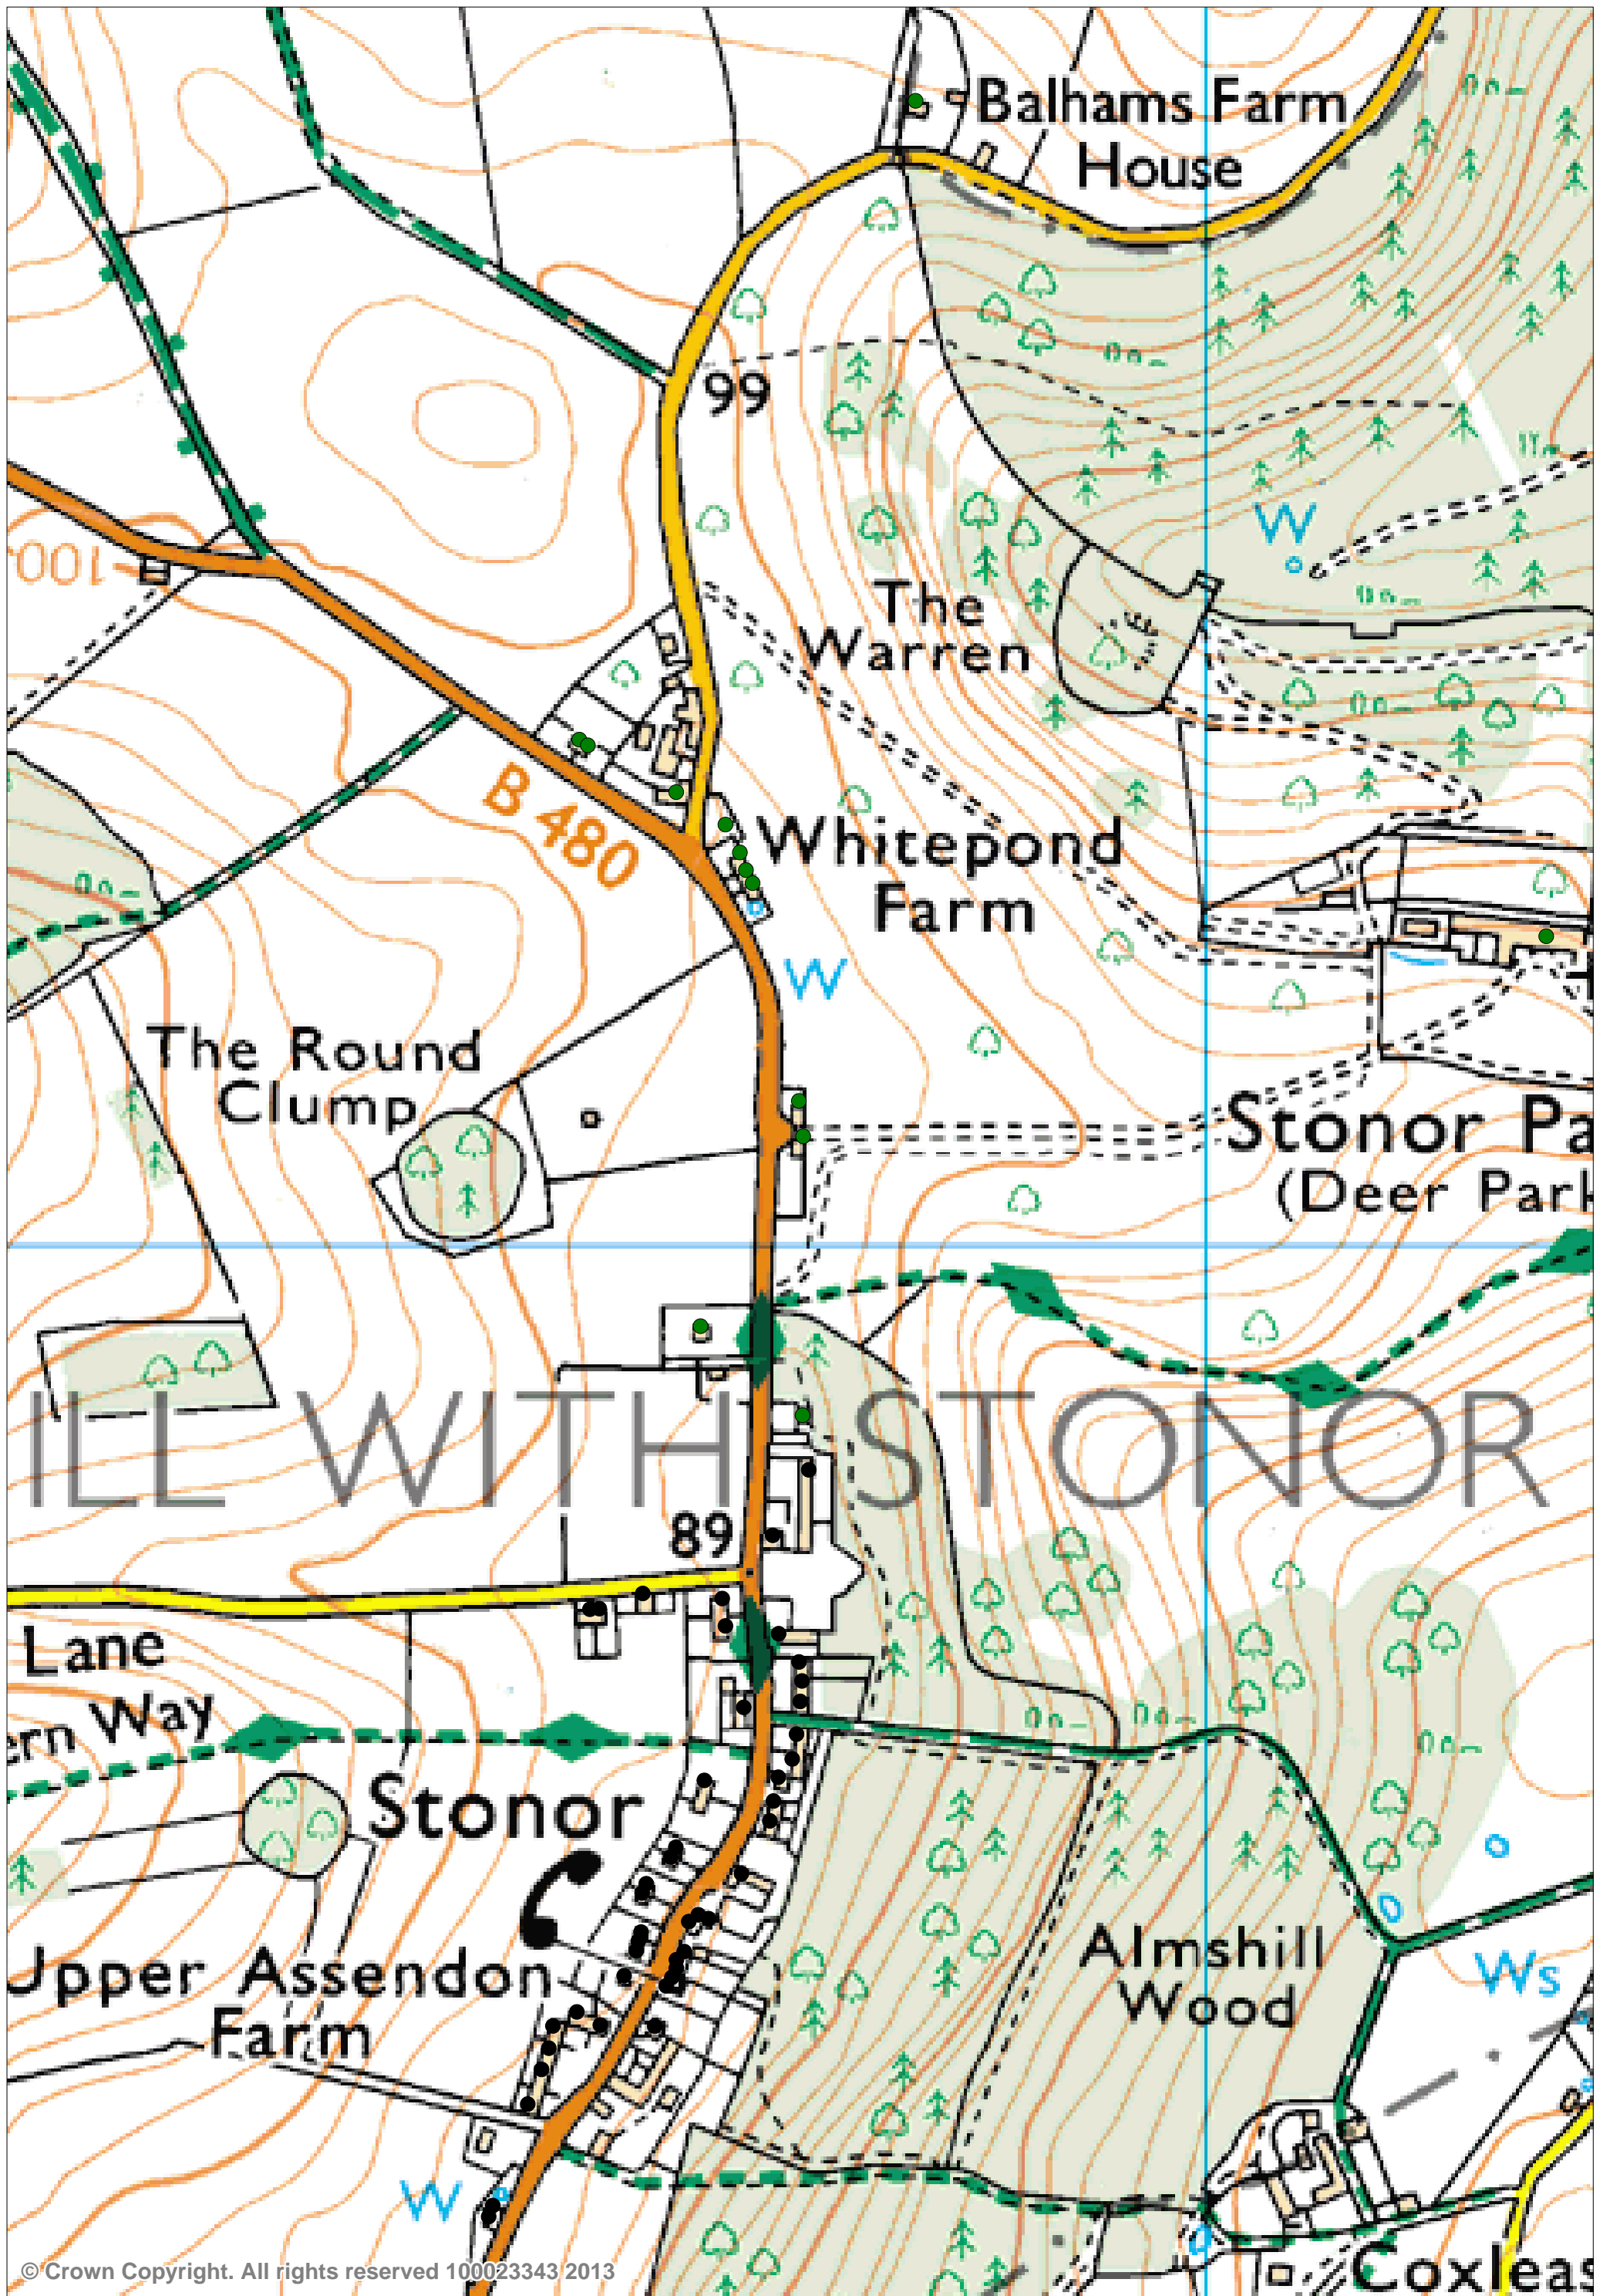 Balhams Farm
House
99
100
W
The
Warren
B 480
Whitepond
Farm
W
The Round
Clump
Stonor Pa
(Deer Park
ILL WITH STONOR
89
Lane
ern Way
Stonor
Upper Assendon
Farm
Almshill
Wood
Ws
W
Coxleas
© Crown Copyright. All rights reserved 100023343 2013